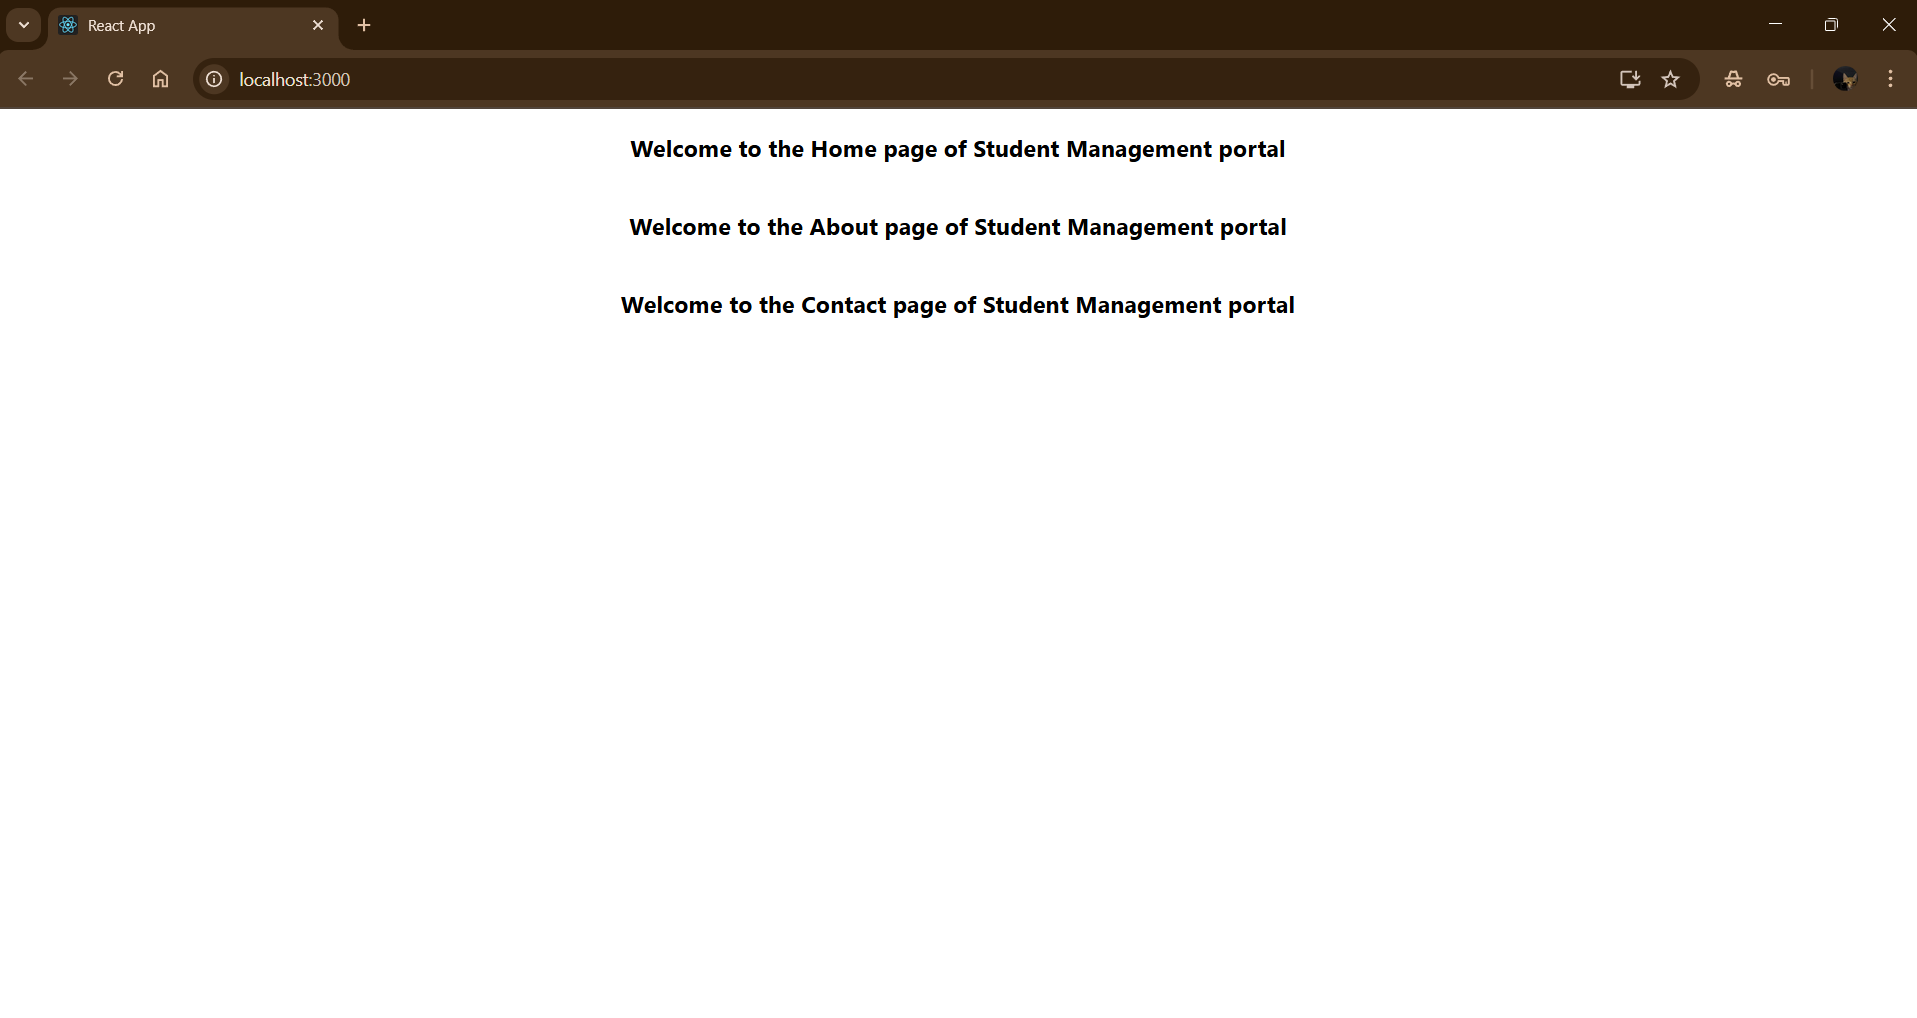 React App
localhost:3000
Welcome to the Home page of Student Management portal
Welcome to the About page of Student Management portal
Welcome to the Contact page of Student Management portal